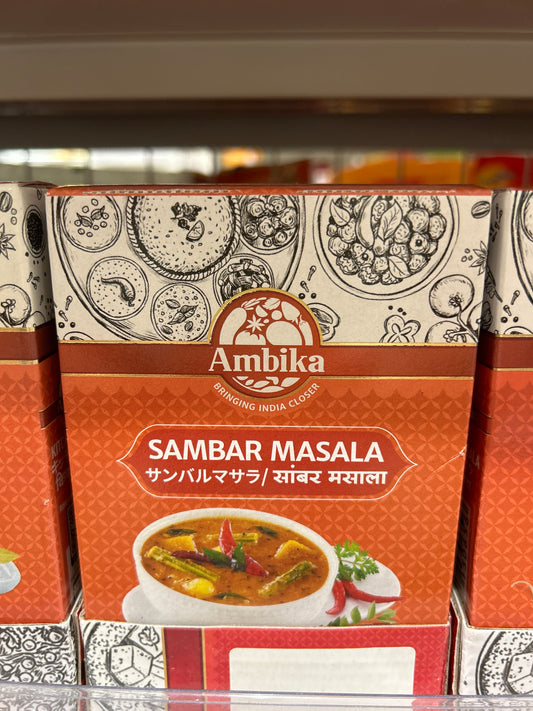 Ambika
BRINGING INDIA CLOSER
SAMBAR MASALA
サンバルマサラ/ सांबर मसाला